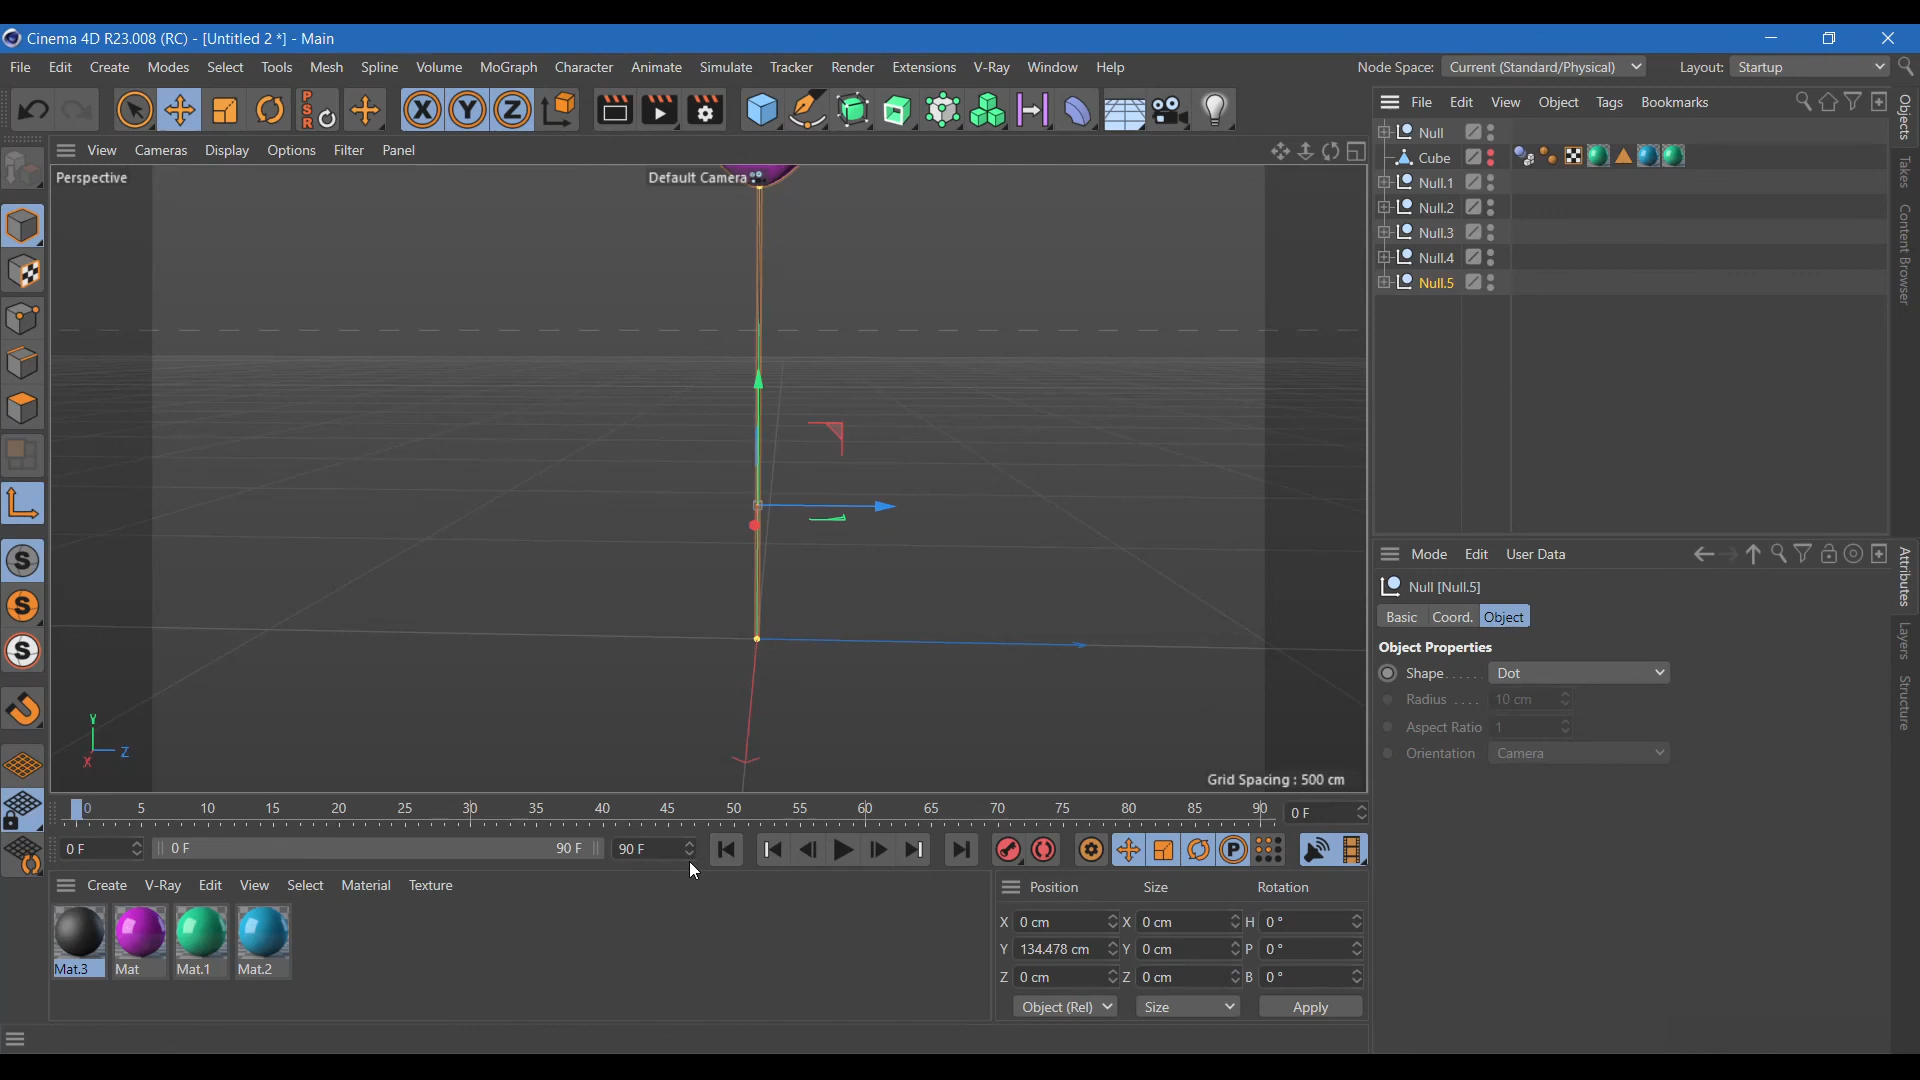 Cinema 4D R23.008 (RC) - [Untitled 2 *] - Main
File Edit Create Modes Select Tools Mesh Spline Volume MoGraph Character Animate Simulate Tracker Render Extensions V-Ray Window Help Node Space: Current (Standard/Physical) Layout: Startup
X Y Z
P
S
R
File Edit View Object Tags Bookmarks
Objects
Takes
Content Browser
View Cameras Display Options Filter Panel
Null
Cube
Null.1
Null.2
Null.3
Null.4
Null.5
Perspective
Default Camera
S
S
S
Y
Z
X
Grid Spacing : 500 cm
Mode Edit User Data
Attributes
Layers
Structure
Null [Null.5]
Basic Coord. Object
Object Properties
Shape...... Dot
Radius .... 10 cm
Aspect Ratio 1
Orientation Camera
0 5 10 15 20 25 30 35 40 45 50 55 60 65 70 75 80 85 90 0 F
0 F 0 F 90 F 90 F
P
Create V-Ray Edit View Select Material Texture
Mat.3 Mat Mat.1 Mat.2
Position Size Rotation
X 0 cm X 0 cm H 0 °
Y 134.478 cm Y 0 cm P 0 °
Z 0 cm Z 0 cm B 0 °
Object (Rel) Size Apply